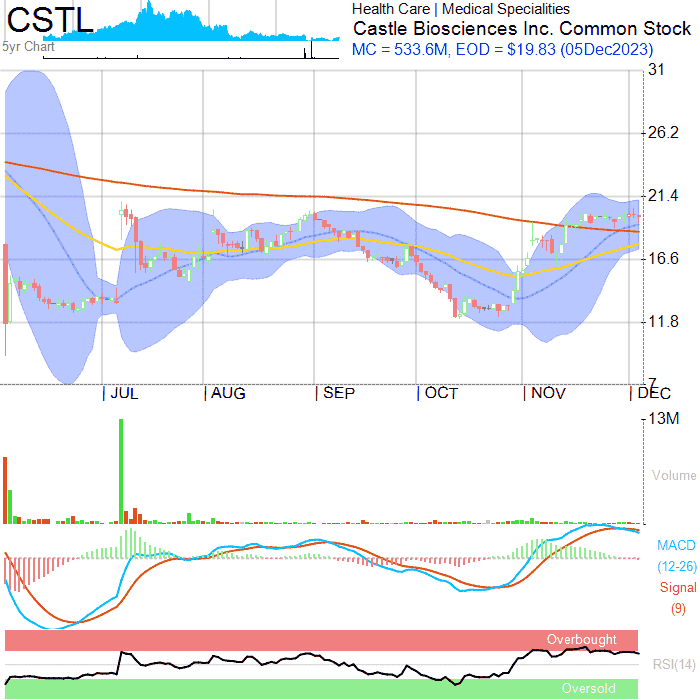 CSTL
Health Care | Medical Specialities
Castle Biosciences Inc. Common Stock
MC = 533.6M, EOD = $19.83 (05Dec2023)
5yr Chart
31
26.2
21.4
16.6
11.8
7
JUL AUG SEP OCT NOV DEC
13M
Volume
MACD
(12-26)
Signal
(9)
Overbought
RSI(14)
Oversold